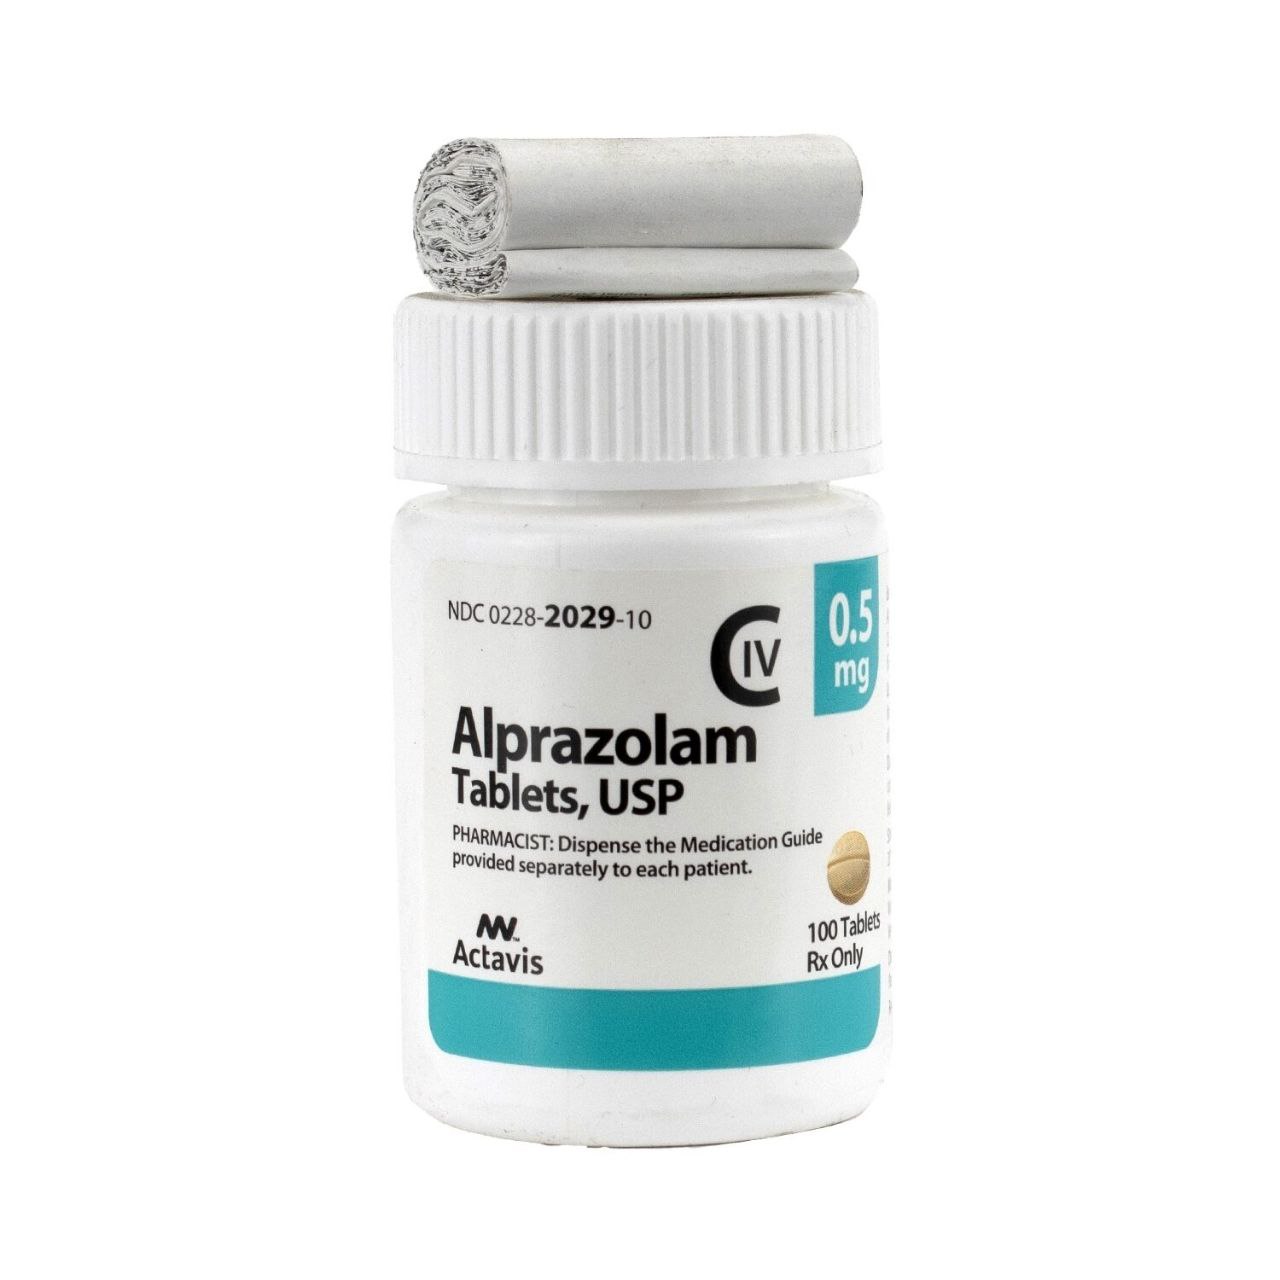 NDC 0228-2029-10
C IV
0.5
mg
Alprazolam
Tablets, USP
PHARMACIST: Dispense the Medication Guide
provided separately to each patient.
Actavis
100 Tablets
Rx Only